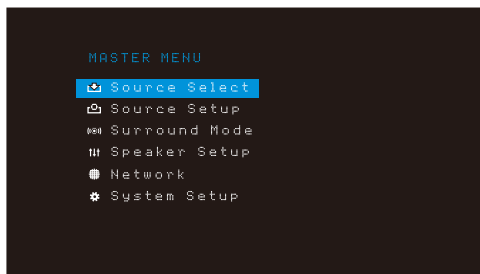 MASTER MENU
Source Select
Source Setup
Surround Mode
Speaker Setup
Network
System Setup